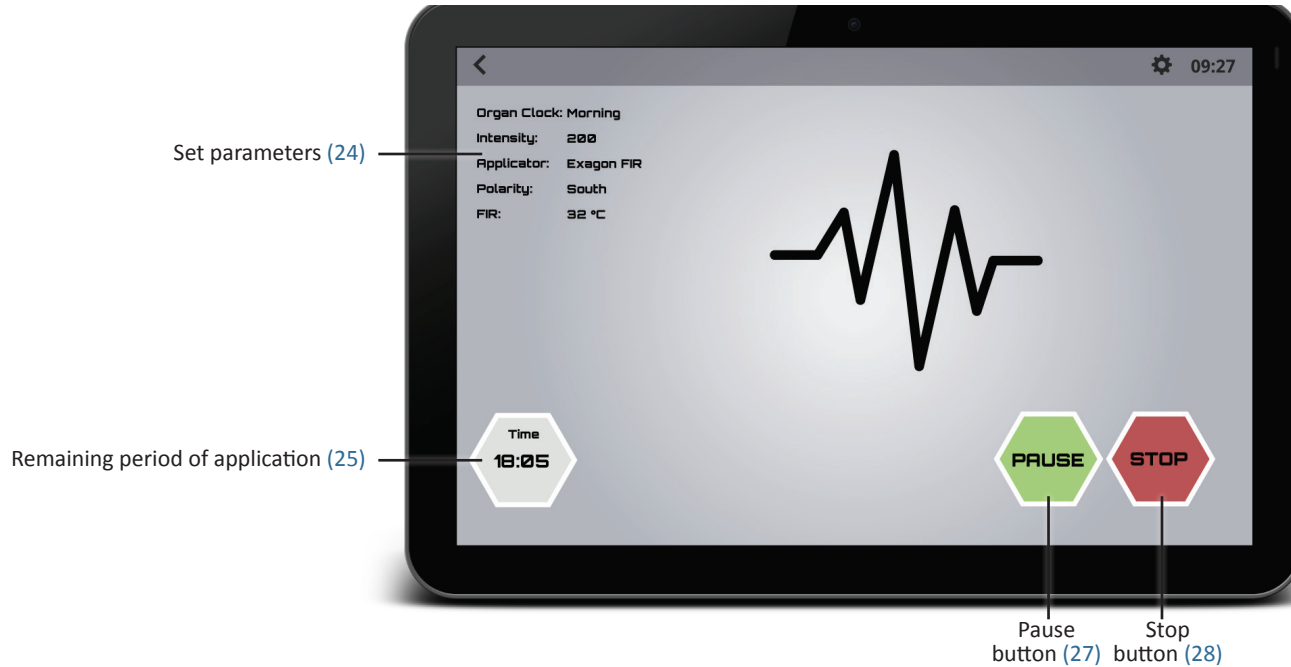 09:27
Organ Clock: Morning
Intensity: 200
Applicator: Exagon FIR
Polarity: South
FIR: 32 °C
Set parameters (24)
Time
18:05
Remaining period of application (25)
PAUSE
STOP
Pause
button (27)
Stop
button (28)